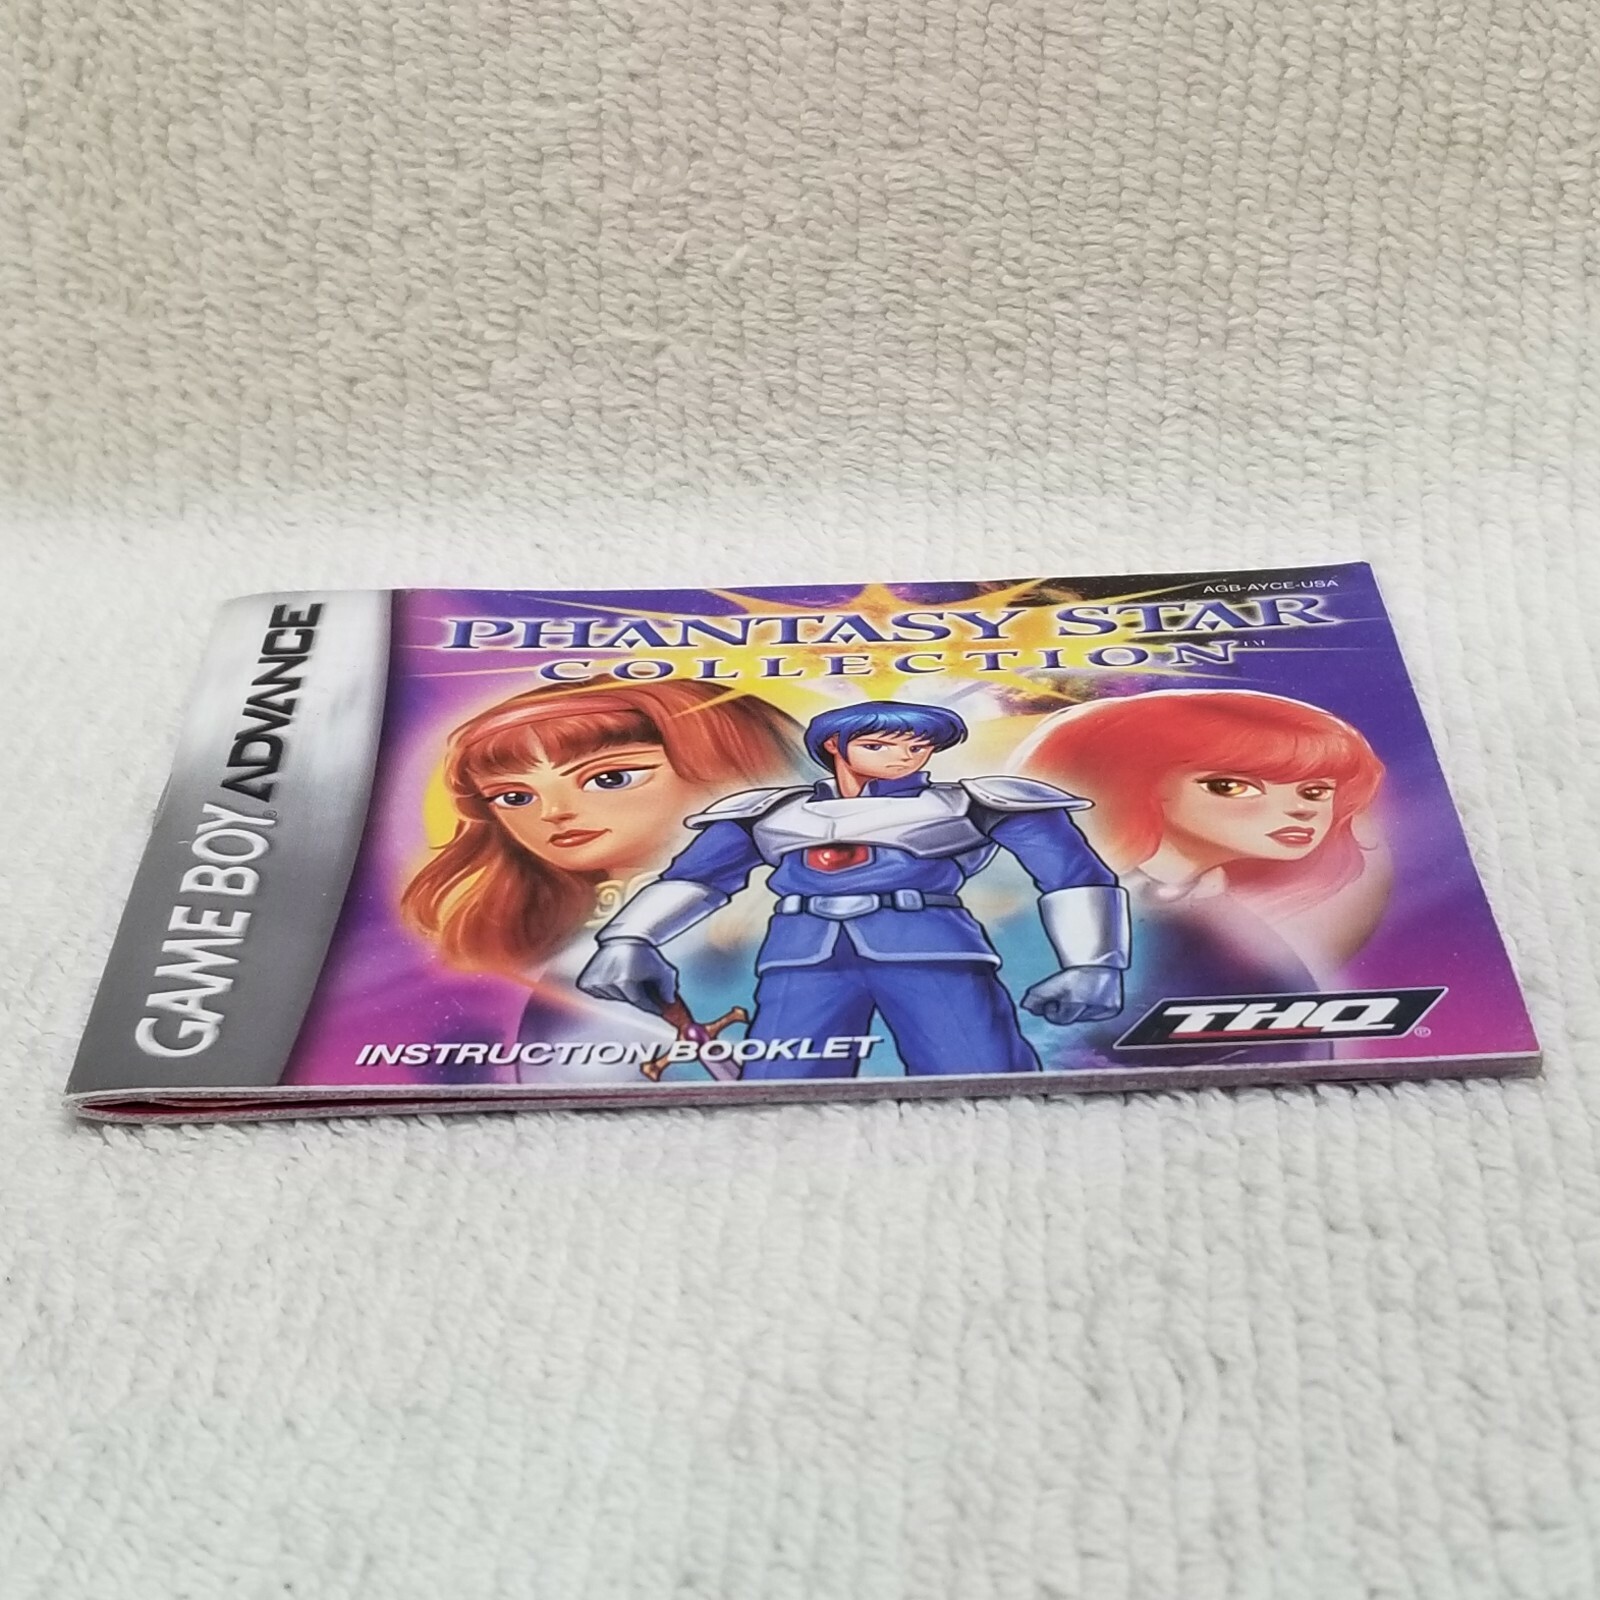 GAME BOY ADVANCE
AGB-AYCE-USA
PHANTASY STAR
COLLECTION™
INSTRUCTION BOOKLET
THQ®